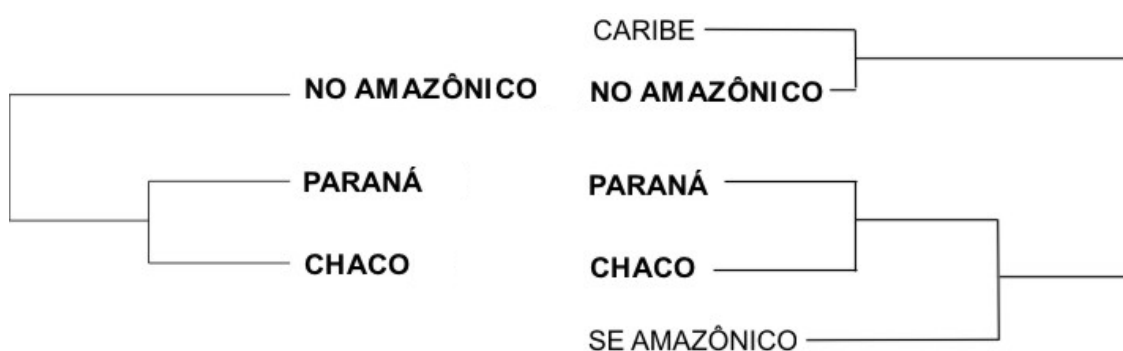 CARIBE
NO AMAZÔNICO
NO AMAZÔNICO
PARANÁ
PARANÁ
CHACO
CHACO
SE AMAZÔNICO